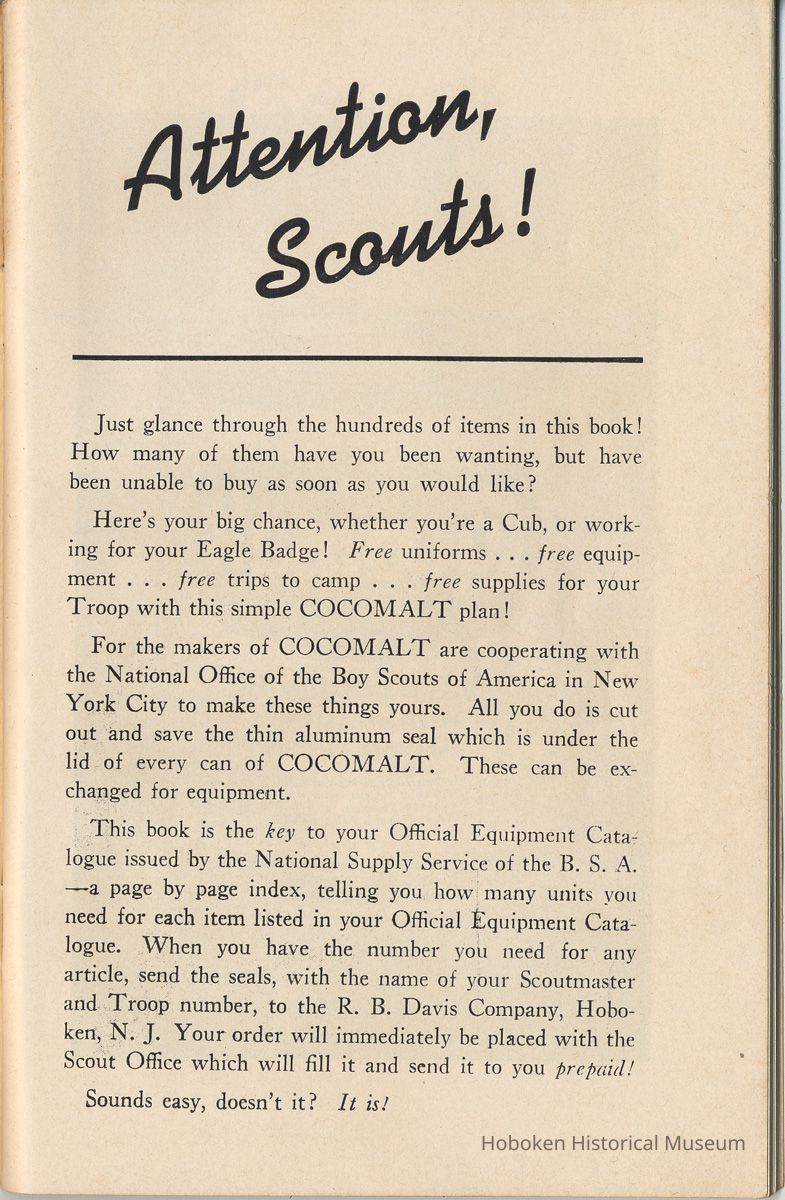 Attention,
Scouts!
Just glance through the hundreds of items in this book!
How many of them have you been wanting, but have
been unable to buy as soon as you would like?
Here's your big chance, whether you're a Cub, or work-
ing for your Eagle Badge! Free uniforms . . . free equip-
ment . . . free trips to camp . . . free supplies for your
Troop with this simple COCOMALT plan!
For the makers of COCOMALT are cooperating with
the National Office of the Boy Scouts of America in New
York City to make these things yours. All you do is cut
out and save the thin aluminum seal which is under the
lid of every can of COCOMALT. These can be ex-
changed for equipment.
This book is the key to your Official Equipment Cata-
logue issued by the National Supply Service of the B. S. A.
—a page by page index, telling you how many units you
need for each item listed in your Official Equipment Cata-
logue. When you have the number you need for any
article, send the seals, with the name of your Scoutmaster
and Troop number, to the R. B. Davis Company, Hobo-
ken, N. J. Your order will immediately be placed with the
Scout Office which will fill it and send it to you prepaid!
Sounds easy, doesn't it? It is!
Hoboken Historical Museum